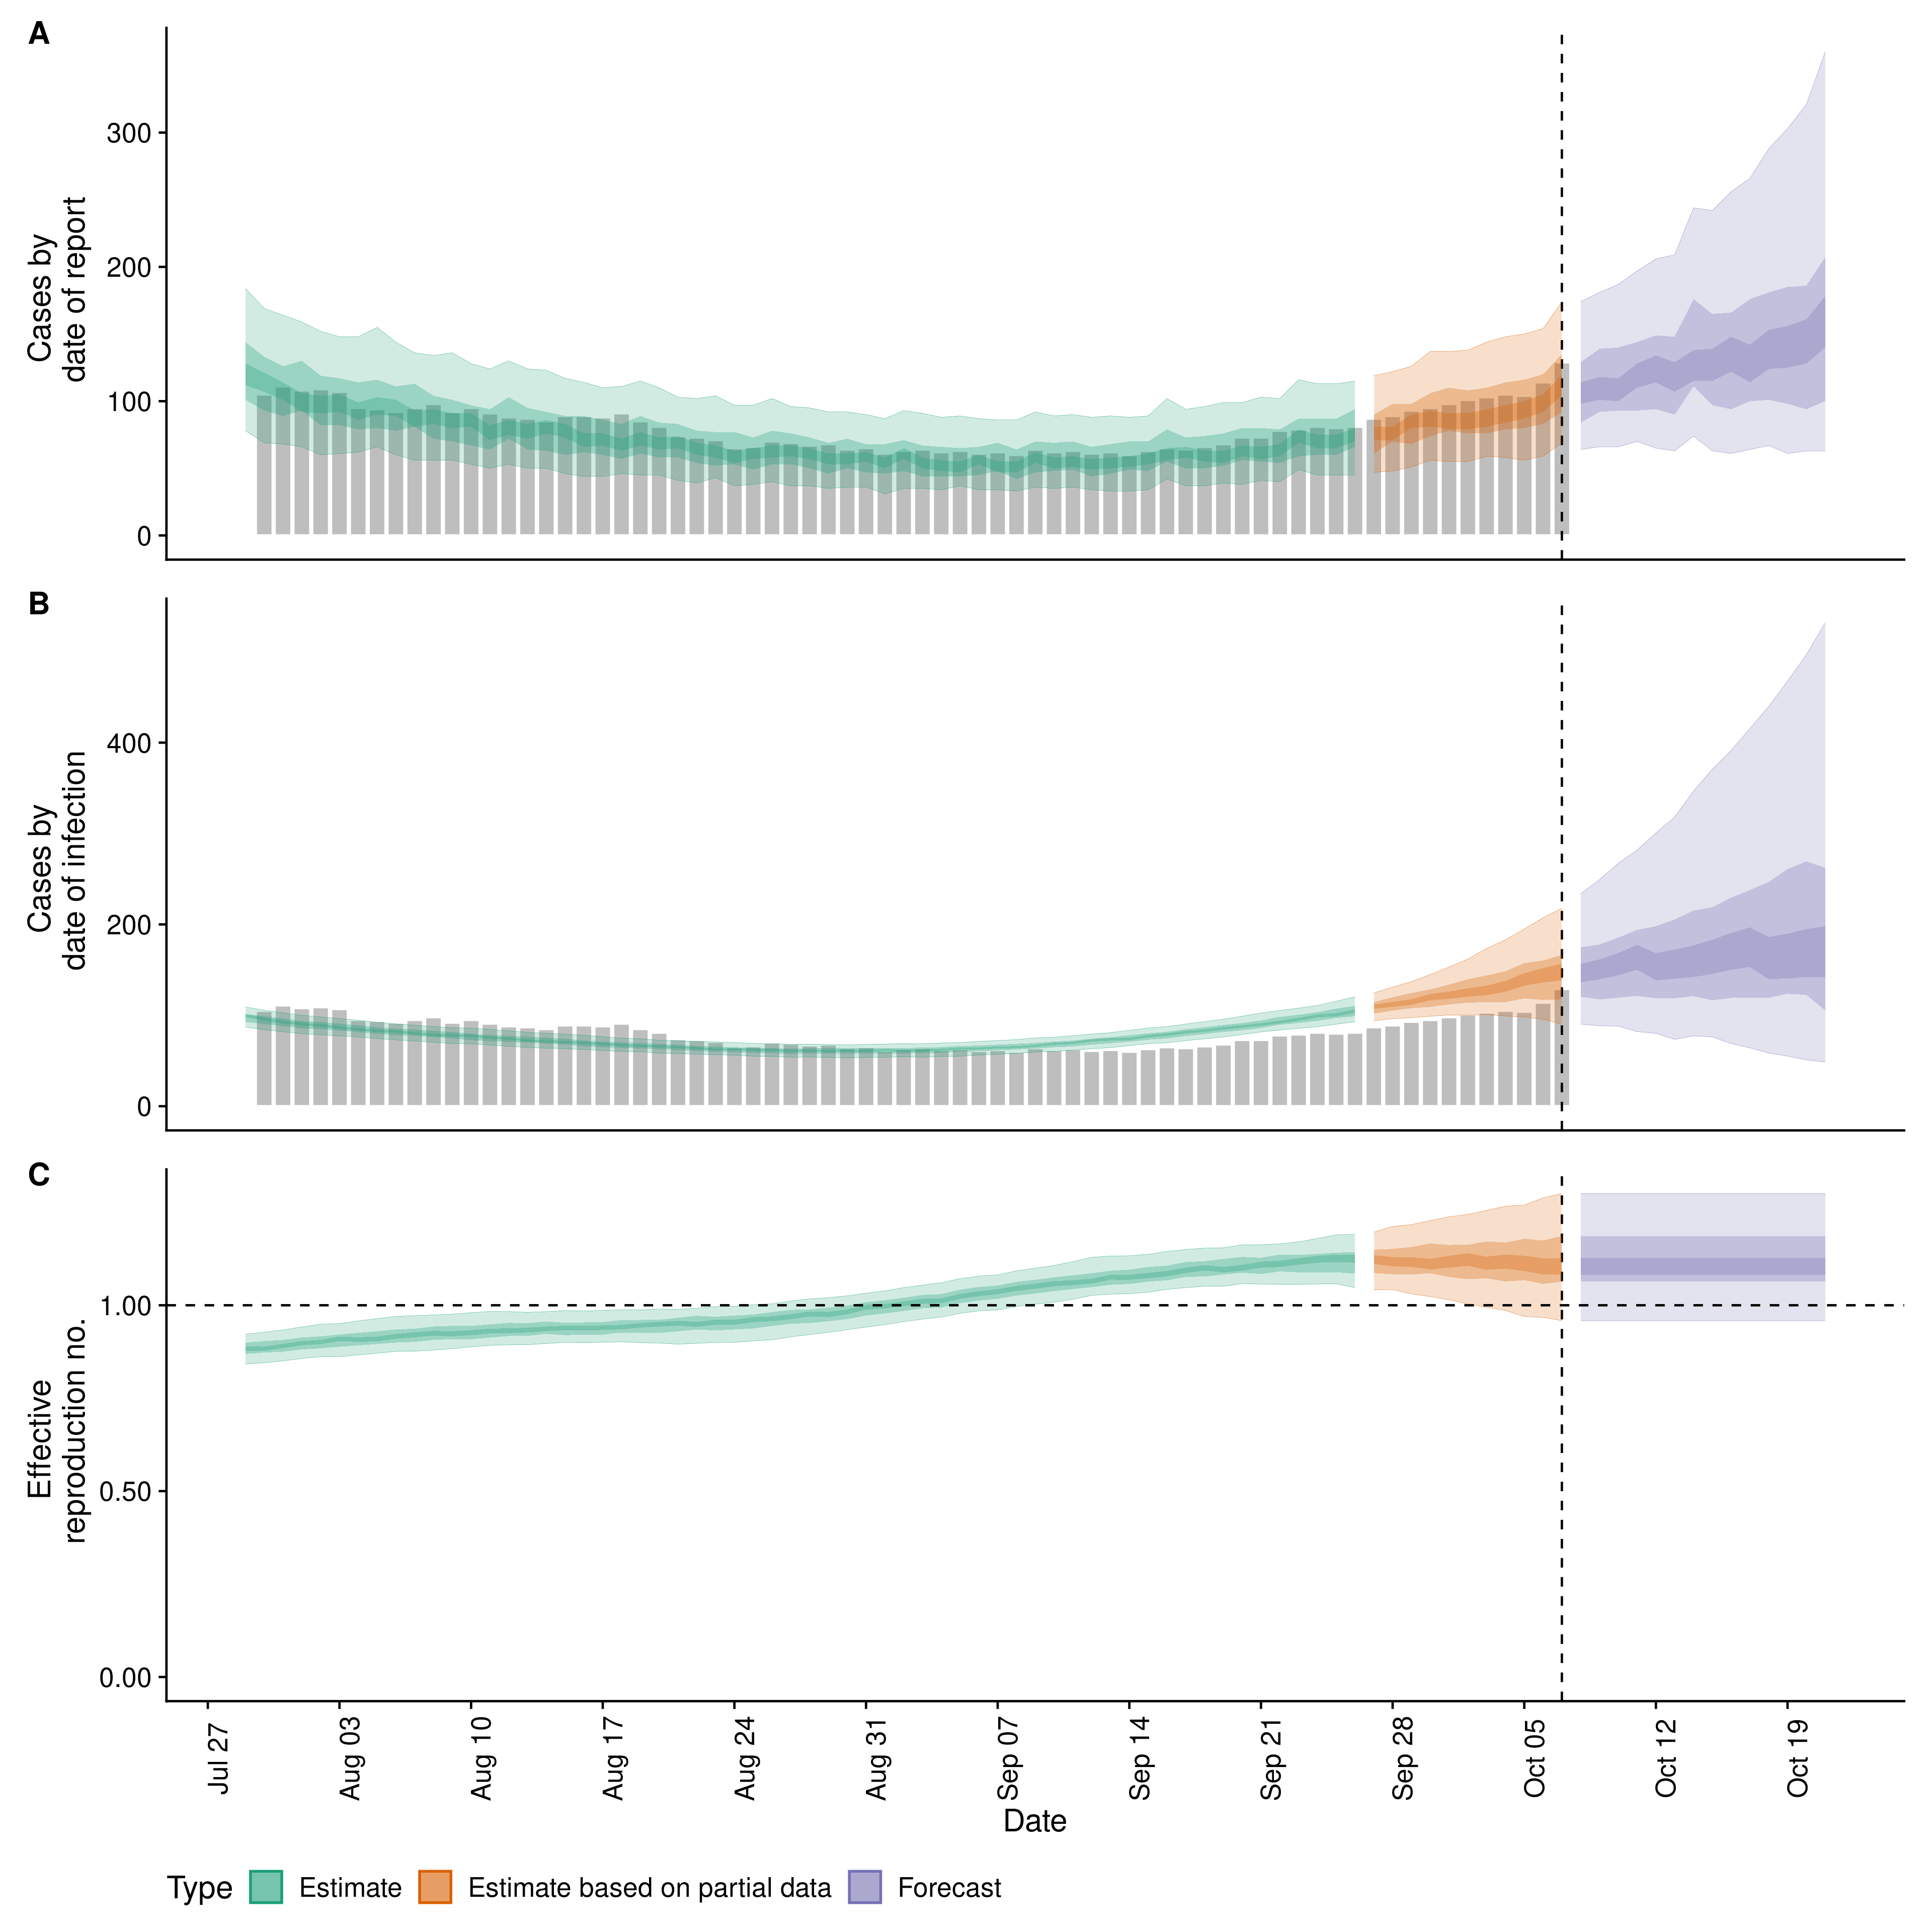 A
Cases by
date of report
300
200
100
0
B
Cases by
date of infection
400
200
0
C
Effective
reproduction no.
1.00
0.50
0.00
Jul 27
Aug 03
Aug 10
Aug 17
Aug 24
Aug 31
Sep 07
Sep 14
Sep 21
Sep 28
Oct 05
Oct 12
Oct 19
Date
Type Estimate Estimate based on partial data Forecast